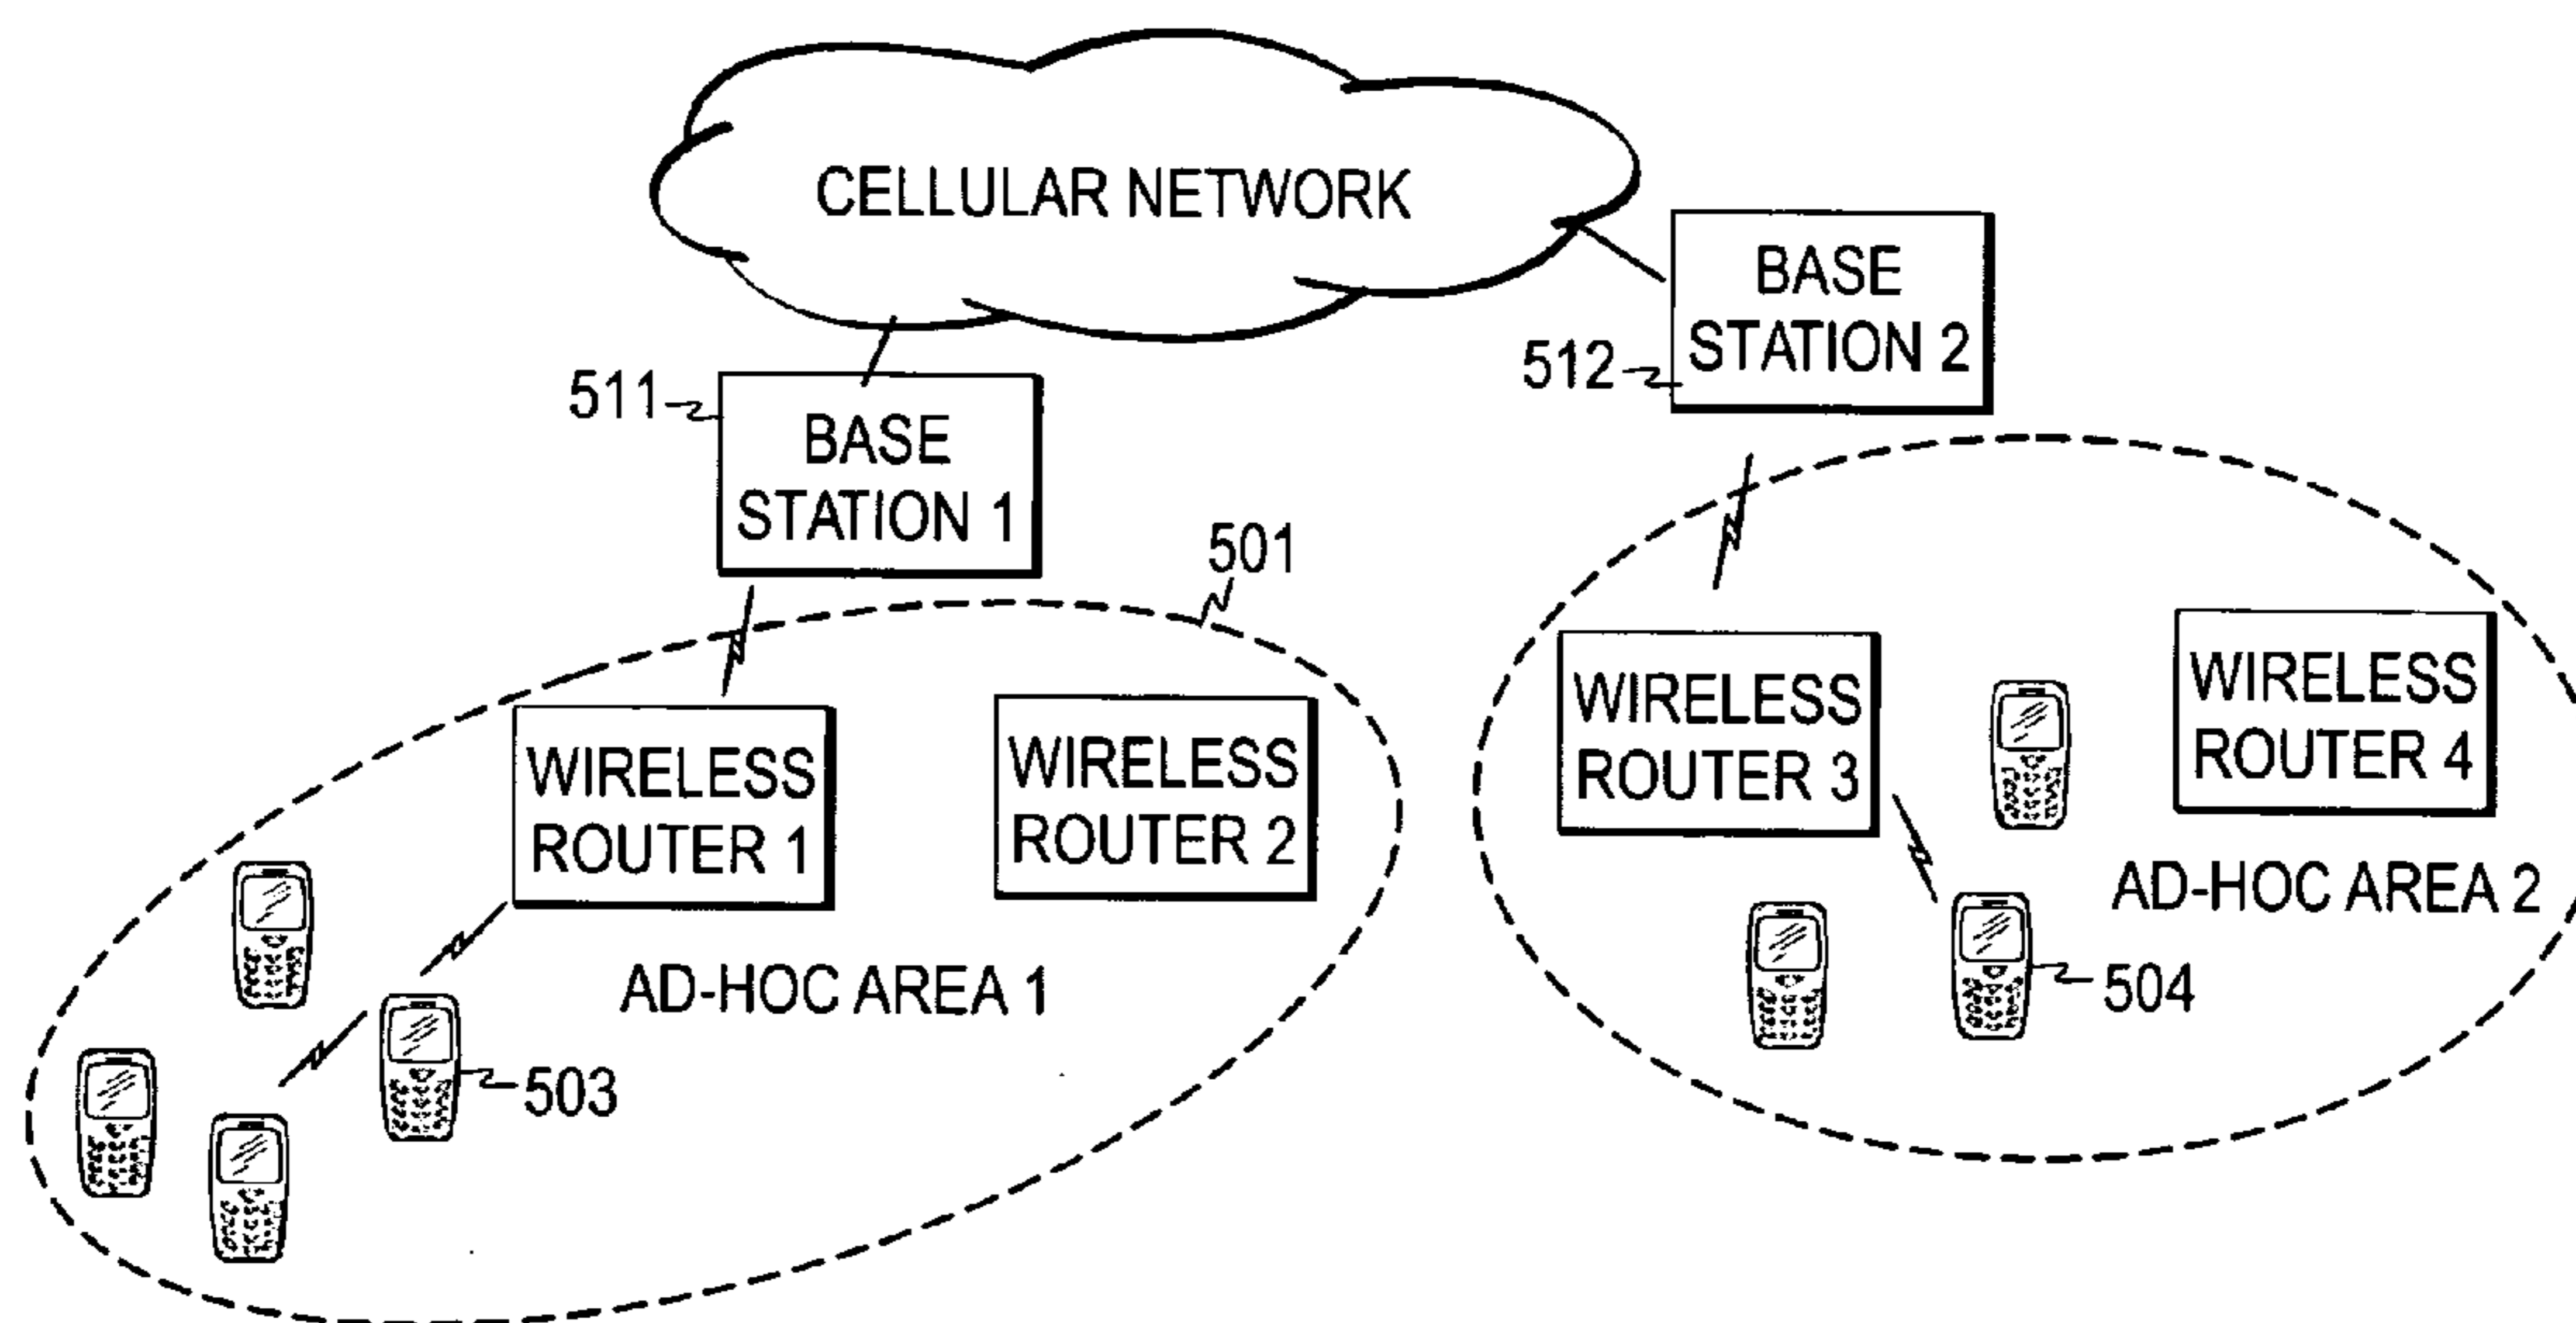 CELLULAR NETWORK
BASE
STATION 2
512
511
BASE
STATION 1
501
WIRELESS
ROUTER 1
WIRELESS
ROUTER 2
AD-HOC AREA 1
503
WIRELESS
ROUTER 3
WIRELESS
ROUTER 4
AD-HOC AREA 2
504